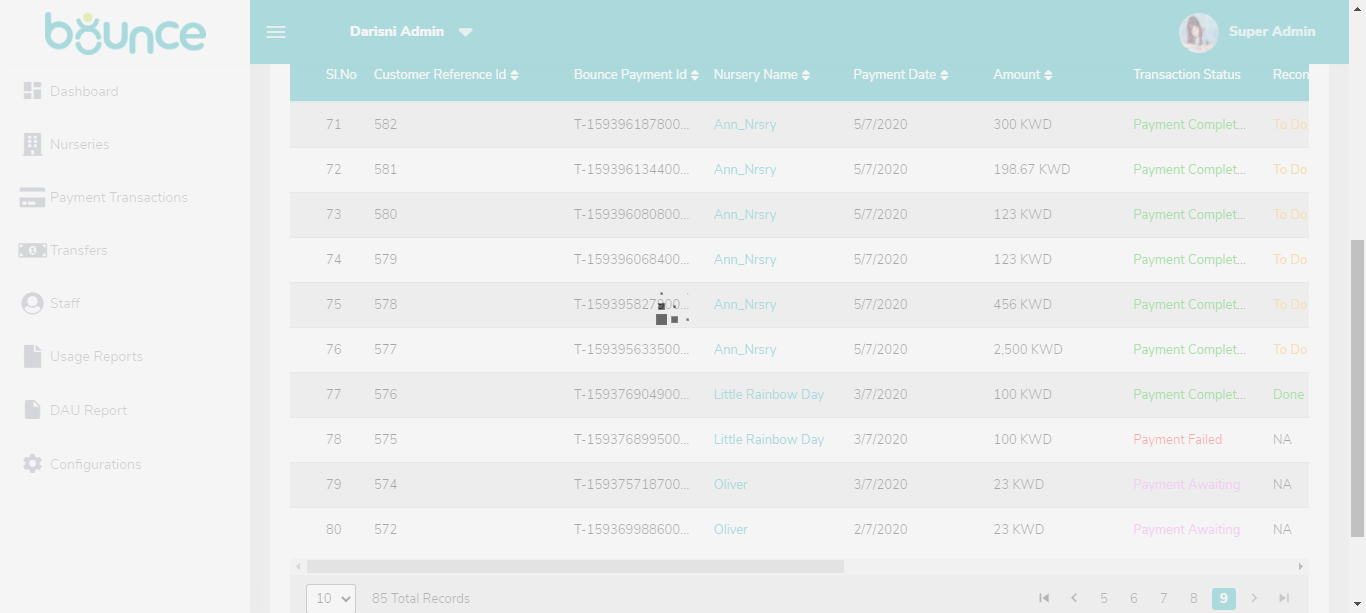 bounce
Darisni Admin
Super Admin
Dashboard
Nurseries
Payment Transactions
Transfers
Staff
Usage Reports
DAU Report
Configurations
Sl.No Customer Reference Id Bounce Payment Id Nursery Name Payment Date Amount Transaction Status Recon
71 582 T-159396187800... Ann_Nrsry 5/7/2020 300 KWD Payment Complet... To Do
72 581 T-159396134400... Ann_Nrsry 5/7/2020 198.67 KWD Payment Complet... To Do
73 580 T-159396080800... Ann_Nrsry 5/7/2020 123 KWD Payment Complet... To Do
74 579 T-159396068400... Ann_Nrsry 5/7/2020 123 KWD Payment Complet... To Do
75 578 T-159395827900... Ann_Nrsry 5/7/2020 456 KWD Payment Complet... To Do
76 577 T-159395633500... Ann_Nrsry 5/7/2020 2,500 KWD Payment Complet... To Do
77 576 T-159376904900... Little Rainbow Day 3/7/2020 100 KWD Payment Complet... Done
78 575 T-159376899500... Little Rainbow Day 3/7/2020 100 KWD Payment Failed NA
79 574 T-159375718700... Oliver 3/7/2020 23 KWD Payment Awaiting NA
80 572 T-159369988600... Oliver 2/7/2020 23 KWD Payment Awaiting NA
10 85 Total Records 5 6 7 8 9